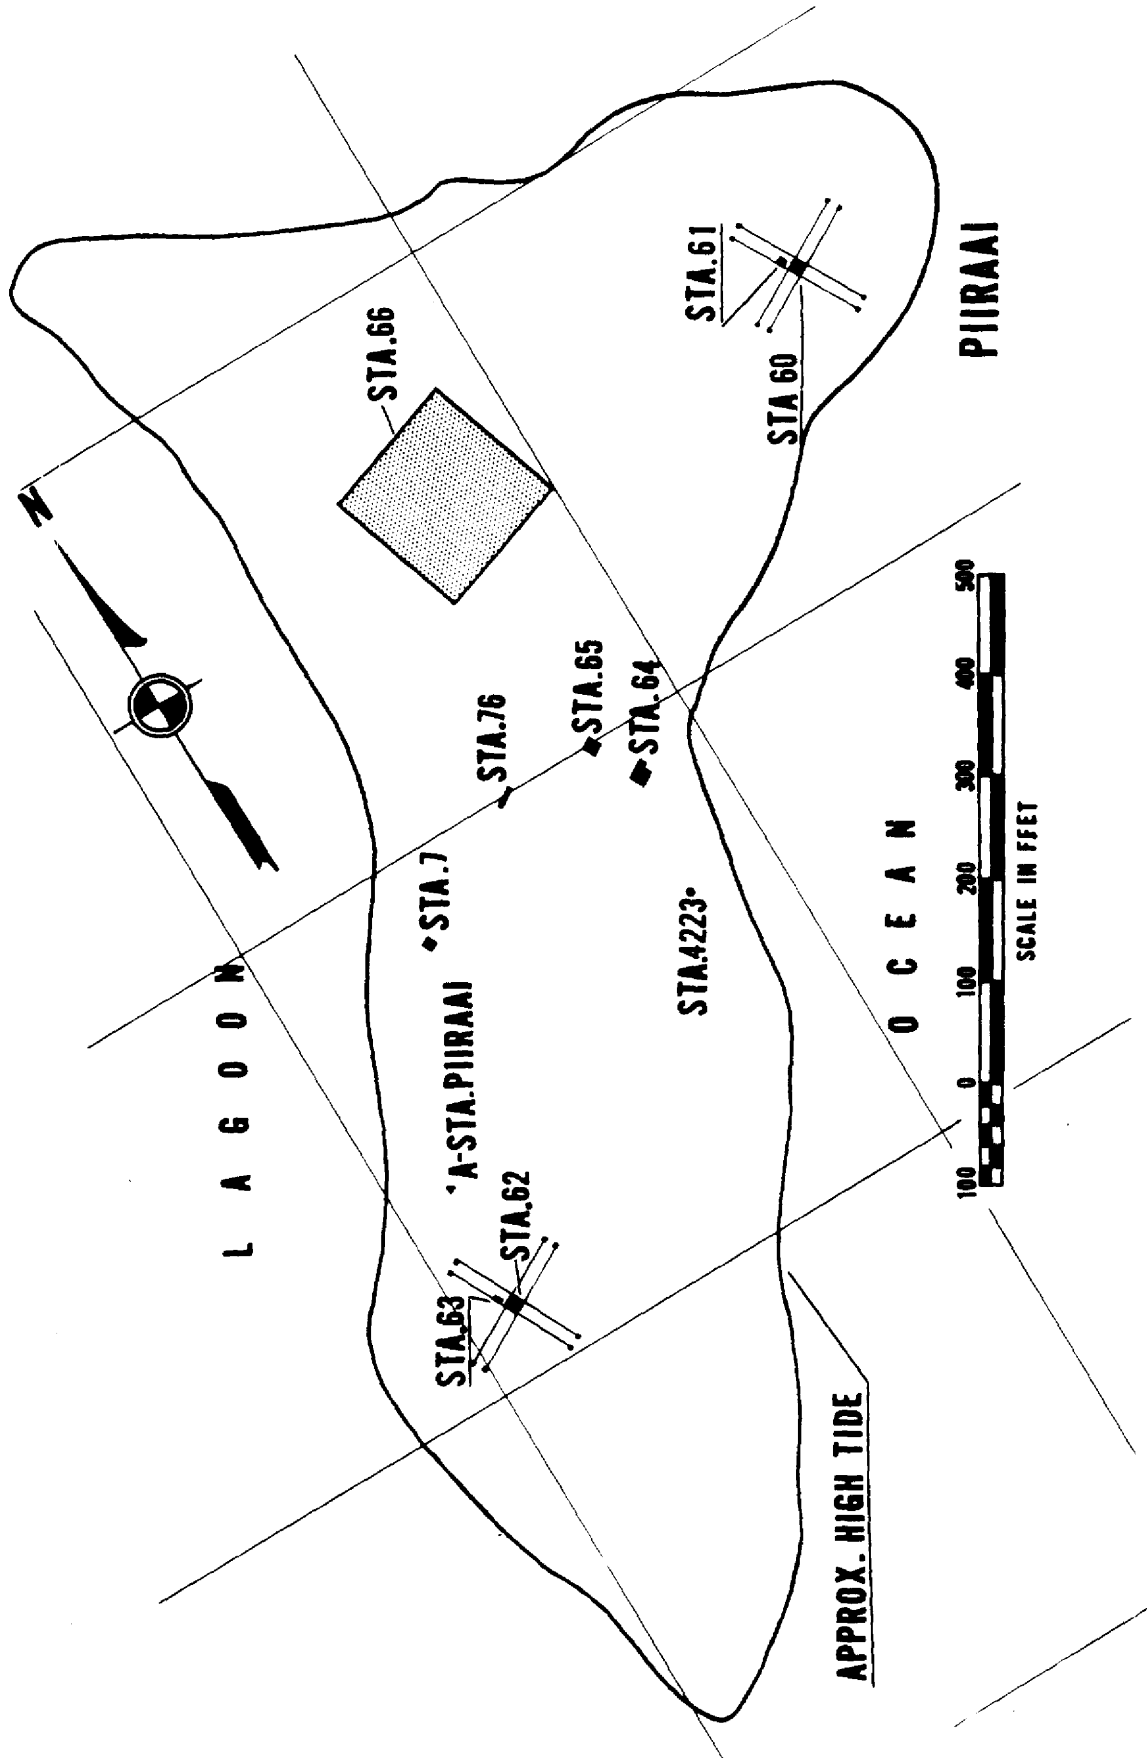 N
LAGOON
STA.66
STA.61
STA 60
PIIRAAI
STA.76
STA.65
STA.64
STA.7
STA.4223
A-STA.PIIRAAI
STA.62
STA.63
OCEAN
APPROX. HIGH TIDE
100 0 100 200 300 400 500
SCALE IN FFET